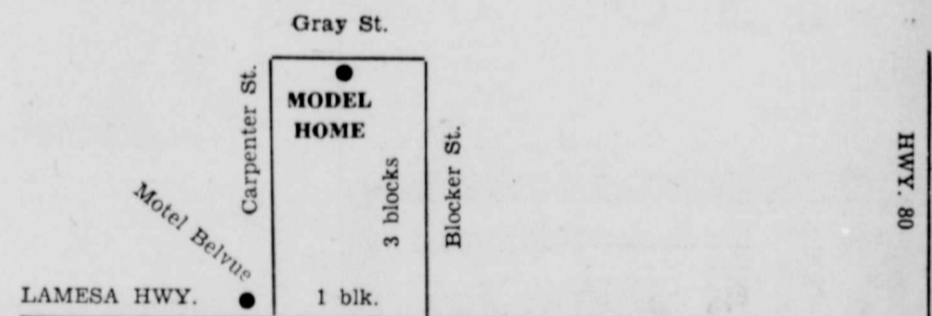 Gray St.
Carpenter St.
MODEL
HOME
3 blocks
Blocker St.
HWY. 80
Motel Belvue
LAMESA HWY.
1 blk.